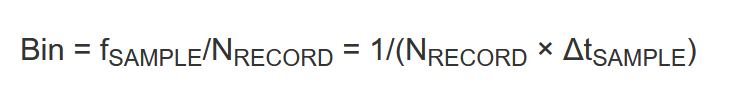 Bin = fSAMPLE/NRECORD = 1/(NRECORD × ΔtSAMPLE)